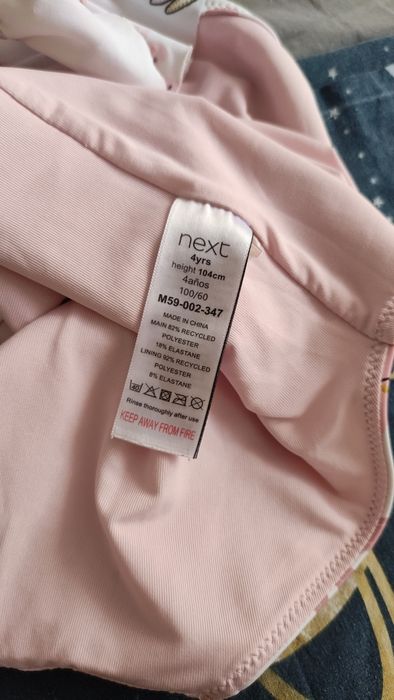 next
4yrs
height 104cm
4años
100/60
M59-002-347
MADE IN CHINA
MAIN 82% RECYCLED
POLYESTER
18% ELASTANE
LINING 92% RECYCLED
POLYESTER
8% ELASTANE
40
Rinse thoroughly after use
KEEP AWAY FROM FIRE